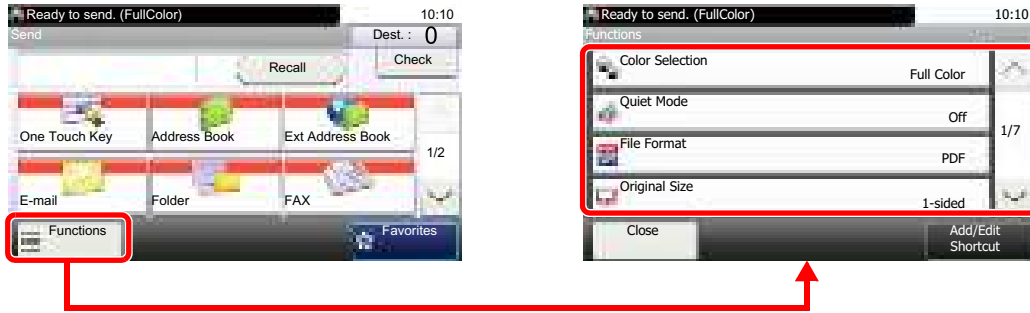 Ready to send. (FullColor)
10:10
Send
Dest. : 0
Recall
Check
One Touch Key
Address Book
Ext Address Book
1/2
E-mail
Folder
FAX
Functions
Favorites
Ready to send. (FullColor)
10:10
Functions
Color Selection
Full Color
Quiet Mode
Off
1/7
File Format
PDF
Original Size
1-sided
Close
Add/Edit
Shortcut